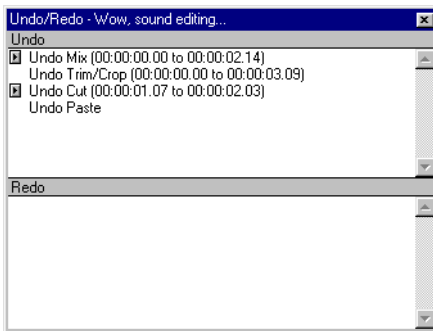 Undo/Redo - Wow, sound editing...
Undo
Undo Mix (00:00:00.00 to 00:00:02.14)
Undo Trim/Crop (00:00:00.00 to 00:00:03.09)
Undo Cut (00:00:01.07 to 00:00:02.03)
Undo Paste
Redo